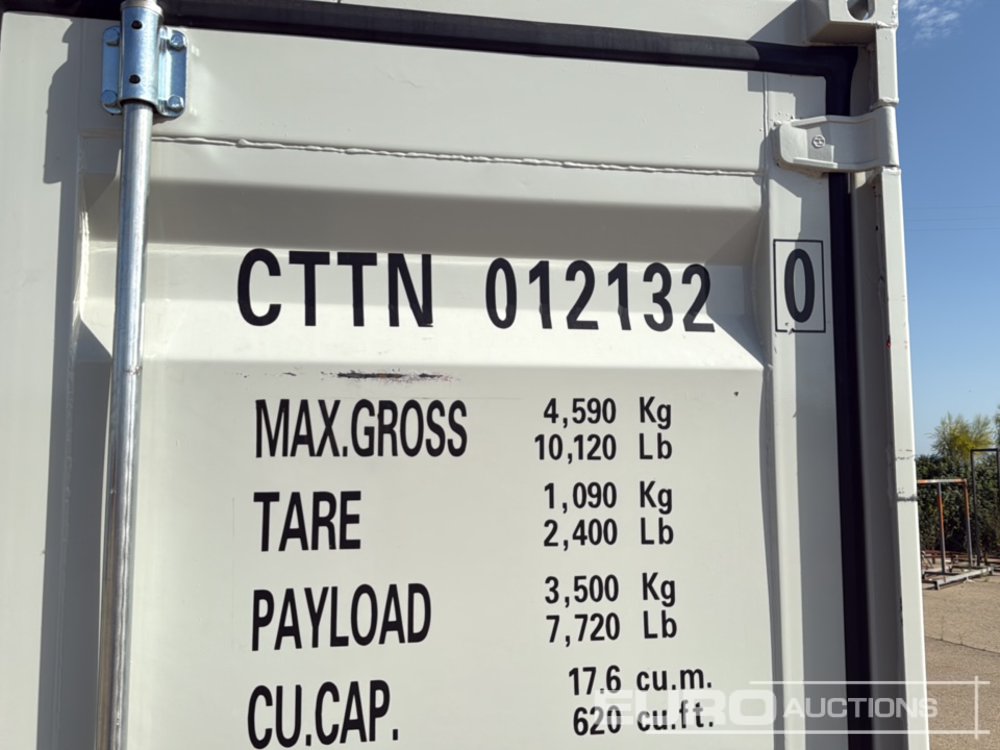 CTTN 012132 0
MAX.GROSS 4,590 Kg
10,120 Lb
TARE 1,090 Kg
2,400 Lb
PAYLOAD 3,500 Kg
7,720 Lb
CU.CAP. 17.6 cu.m.
620 cu.ft.
EURO AUCTIONS